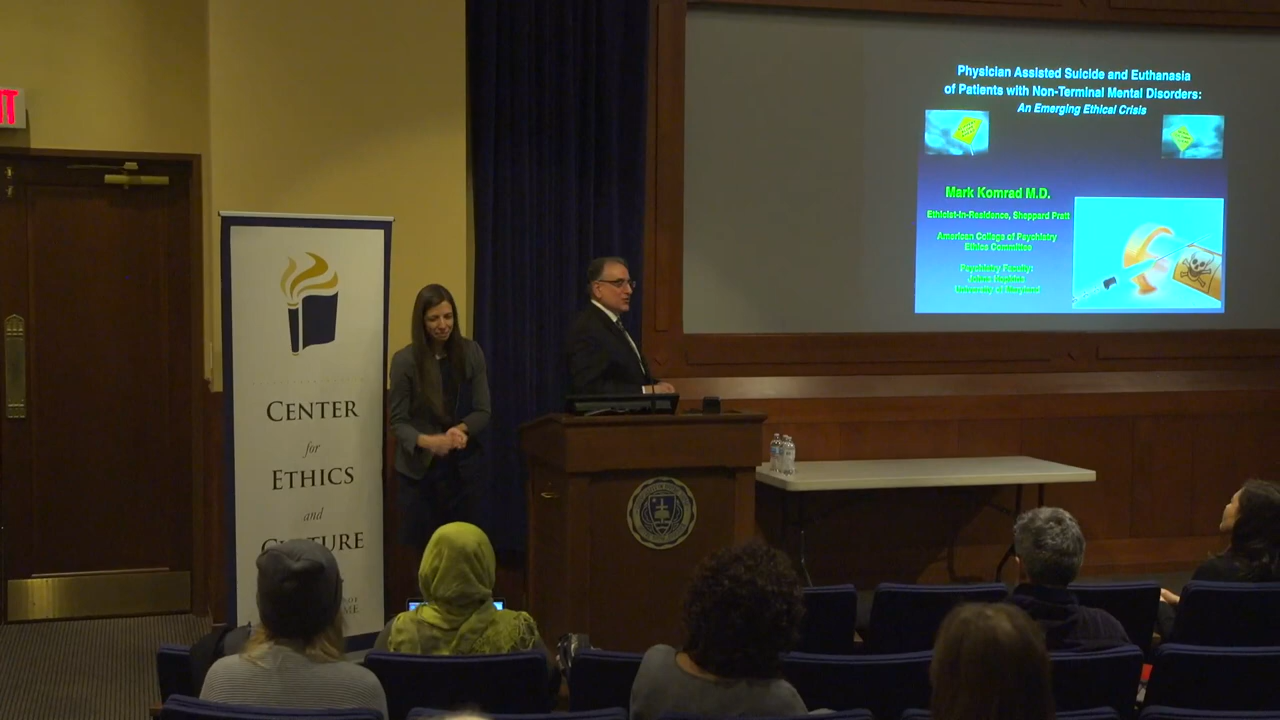 IT
Physician Assisted Suicide and Euthanasia
of Patients with Non-Terminal Mental Disorders:
An Emerging Ethical Crisis
Mark Komrad M.D.
Ethicist-in-Residence, Sheppard Pratt
American College of Psychiatry
Ethics Committee
Psychiatry Faculty:
University of Maryland
CENTER
for
ETHICS
and